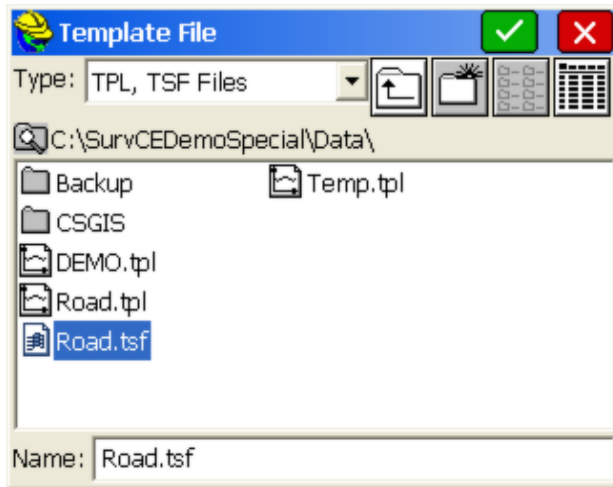 Template File
Type: TPL, TSF Files
C:\SurvCEDemoSpecial\Data\
Backup
Temp.tpl
CSGIS
DEMO.tpl
Road.tpl
Road.tsf
Name: Road.tsf